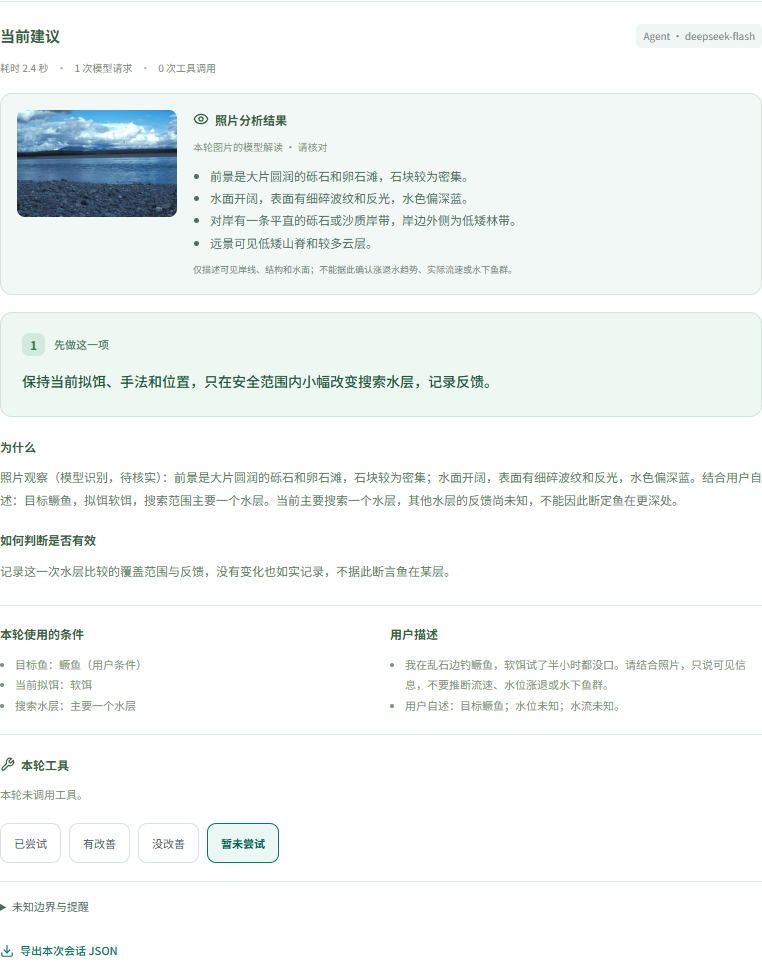 当前建议
Agent · deepseek-flash
耗时 2.4 秒 · 1 次模型请求 · 0 次工具调用
照片分析结果
本轮图片的模型解读 · 请核对
前景是大片圆润的砾石和卵石滩，石块较为密集。
水面开阔，表面有细碎波纹和反光，水色偏深蓝。
对岸有一条平直的砾石或沙质岸带，岸边外侧为低矮林带。
远景可见低矮山脊和较多云层。
仅描述可见岸线、结构和水面；不能据此确认涨退水趋势、实际流速或水下鱼群。
1 先做这一项
保持当前拟饵、手法和位置，只在安全范围内小幅改变搜索水层，记录反馈。
为什么
照片观察（模型识别，待核实）：前景是大片圆润的砾石和卵石滩，石块较为密集；水面开阔，表面有细碎波纹和反光，水色偏深蓝。结合用户自
述：目标鳜鱼，拟饵软饵，搜索范围主要一个水层。当前主要搜索一个水层，其他水层的反馈尚未知，不能因此断定鱼在更深处。
如何判断是否有效
记录这一次水层比较的覆盖范围与反馈，没有变化也如实记录，不据此断言鱼在某层。
本轮使用的条件
目标鱼：鳜鱼（用户条件）
当前拟饵：软饵
搜索水层：主要一个水层
用户描述
我在乱石边钓鳜鱼，软饵试了半小时都没口。请结合照片，只说可见信
息，不要推断流速、水位涨退或水下鱼群。
用户自述：目标鳜鱼；水位未知；水流未知。
本轮工具
本轮未调用工具。
已尝试 有改善 没改善 暂未尝试
未知边界与提醒
导出本次会话 JSON